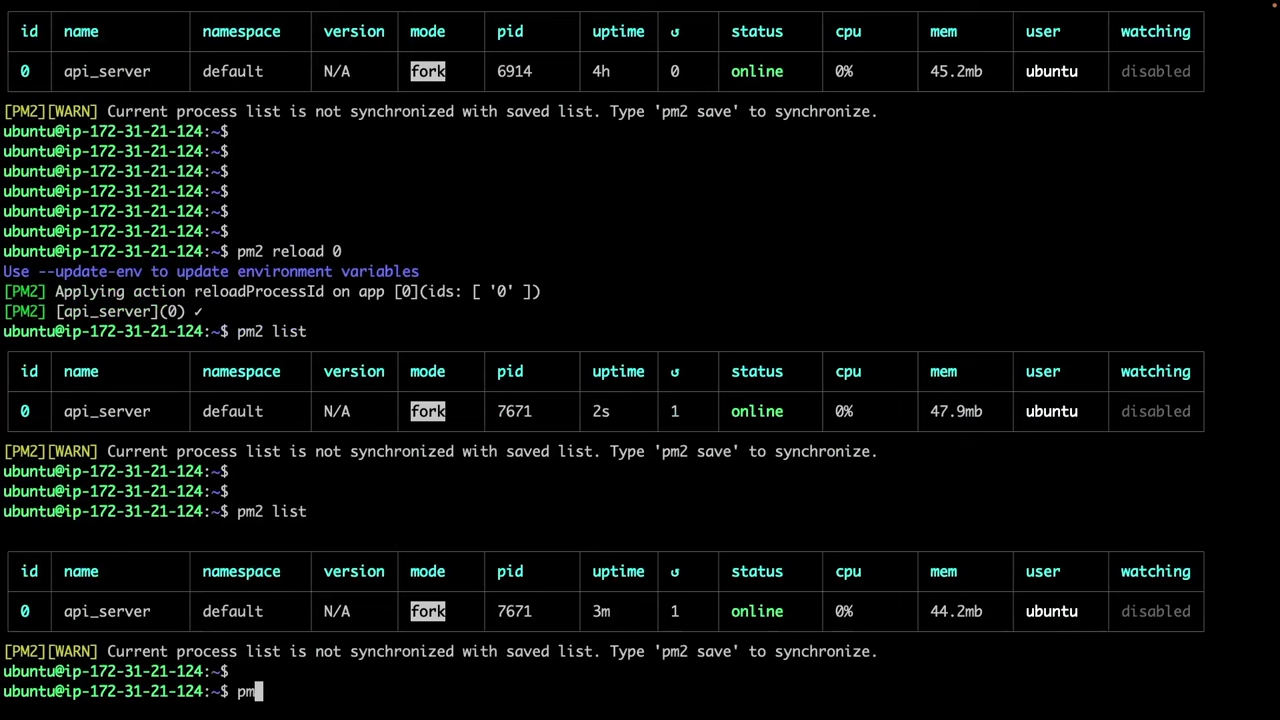 id name namespace version mode pid uptime ↺ status cpu mem user watching
0 api_server default N/A fork 6914 4h 0 online 0% 45.2mb ubuntu disabled
[PM2][WARN] Current process list is not synchronized with saved list. Type 'pm2 save' to synchronize.
ubuntu@ip-172-31-21-124:~$
ubuntu@ip-172-31-21-124:~$
ubuntu@ip-172-31-21-124:~$
ubuntu@ip-172-31-21-124:~$
ubuntu@ip-172-31-21-124:~$
ubuntu@ip-172-31-21-124:~$
ubuntu@ip-172-31-21-124:~$ pm2 reload 0
Use --update-env to update environment variables
[PM2] Applying action reloadProcessId on app [0](ids: [ '0' ])
[PM2] [api_server](0) ✓
ubuntu@ip-172-31-21-124:~$ pm2 list
id name namespace version mode pid uptime ↺ status cpu mem user watching
0 api_server default N/A fork 7671 2s 1 online 0% 47.9mb ubuntu disabled
[PM2][WARN] Current process list is not synchronized with saved list. Type 'pm2 save' to synchronize.
ubuntu@ip-172-31-21-124:~$
ubuntu@ip-172-31-21-124:~$
ubuntu@ip-172-31-21-124:~$ pm2 list
id name namespace version mode pid uptime ↺ status cpu mem user watching
0 api_server default N/A fork 7671 3m 1 online 0% 44.2mb ubuntu disabled
[PM2][WARN] Current process list is not synchronized with saved list. Type 'pm2 save' to synchronize.
ubuntu@ip-172-31-21-124:~$
ubuntu@ip-172-31-21-124:~$ pm